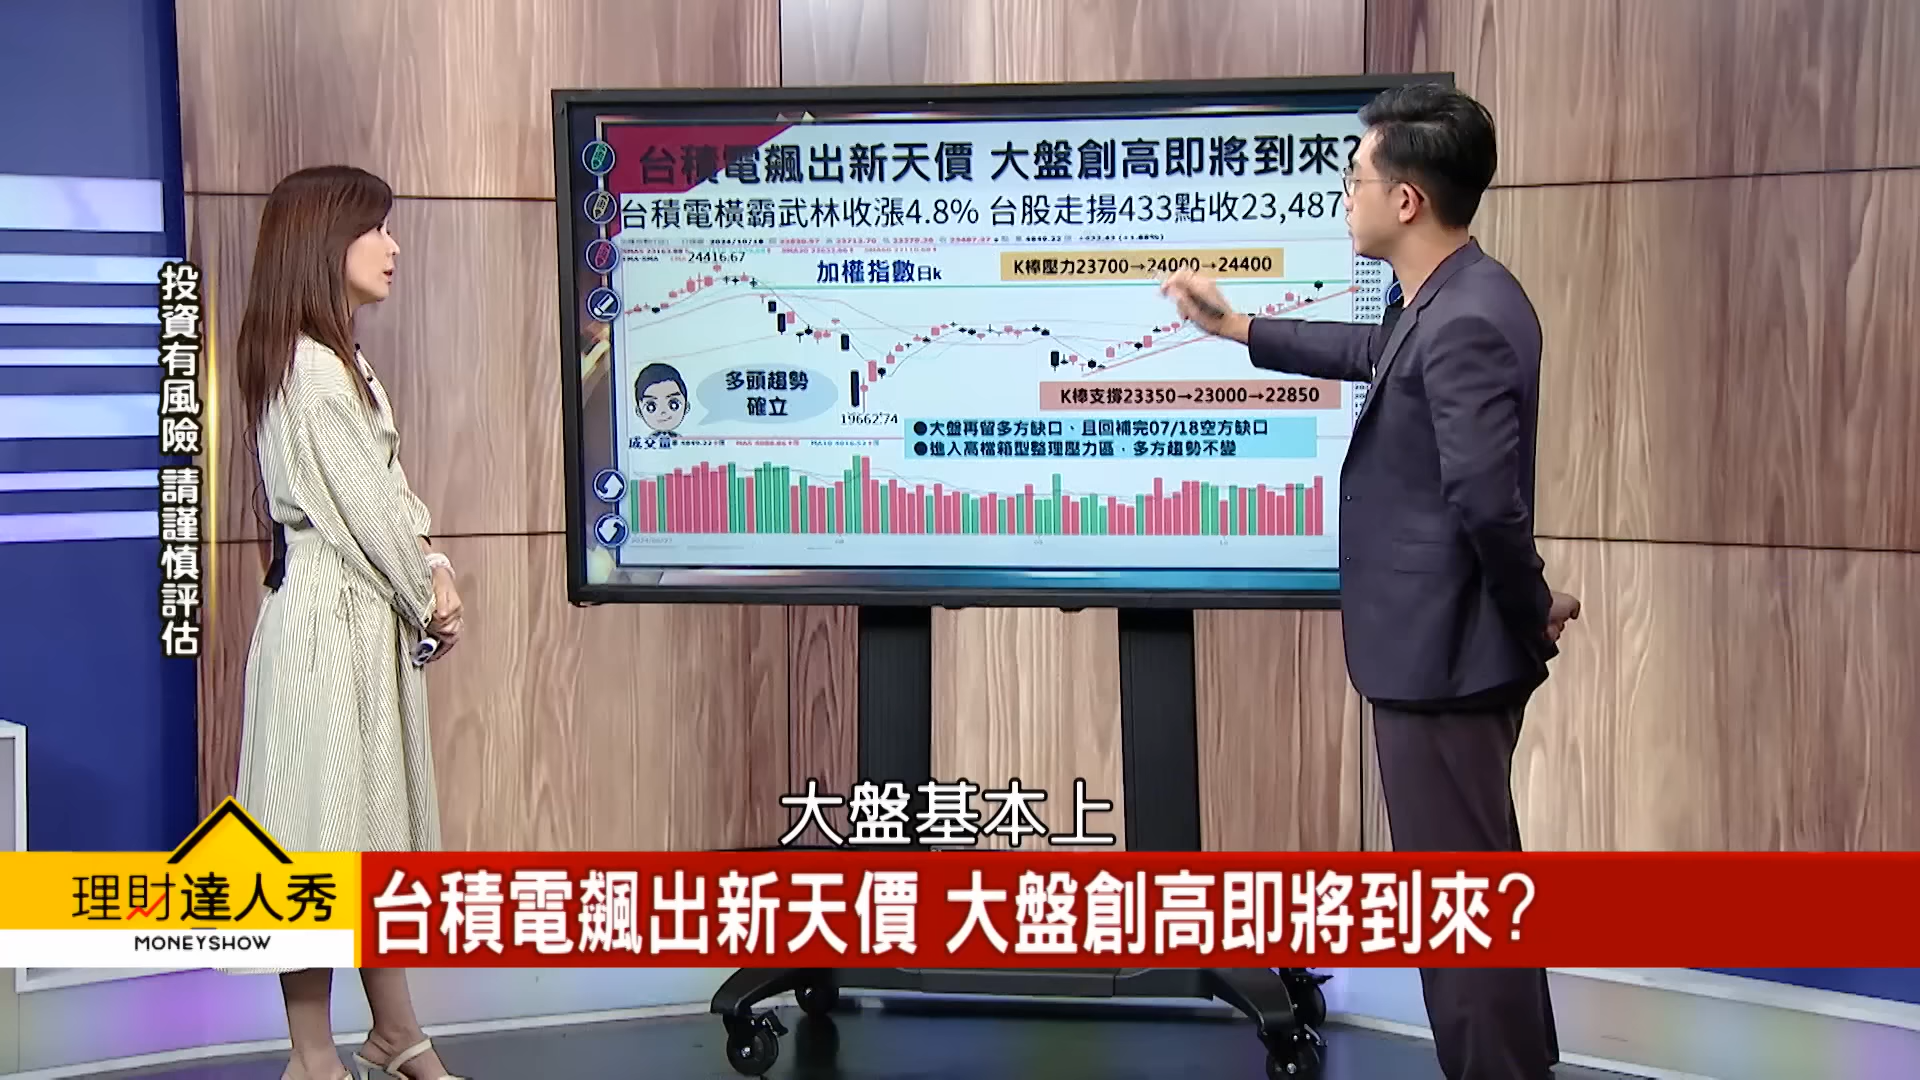 台積電飆出新天價 大盤創高即將到來?
台積電橫霸武林收漲4.8% 台股走揚433點收23,487
2024/10/18
24416.67
加權指數日k
K棒壓力23700→24000→24400
多頭趨勢
確立
19662.74
K棒支撐23350→23000→22850
●大盤再留多方缺口、且回補完07/18空方缺口
●進入高檔箱型整理壓力區，多方趨勢不變
成交量
投資有風險 請謹慎評估
大盤基本上
理財達人秀
MONEYSHOW
台積電飆出新天價 大盤創高即將到來?